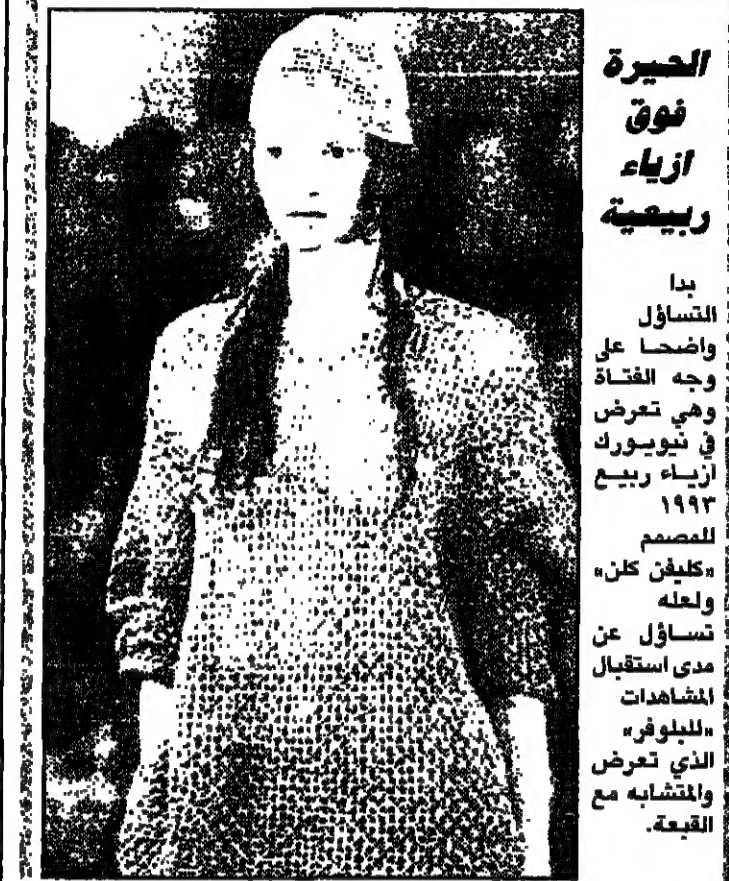 الحيرة
فوق
ازياء
ربيعية
بدا
التساؤل
واضحا على
وجه الفتاة
وهي تعرض
في نيويورك
ازياء ربيع
١٩٩٣
للمصمم
«كليفن كلن»
ولعله
تساؤل عن
مدى استقبال
المشاهدات
«للبلوفر»
الذي تعرض
والمتشابه مع
القبعة.